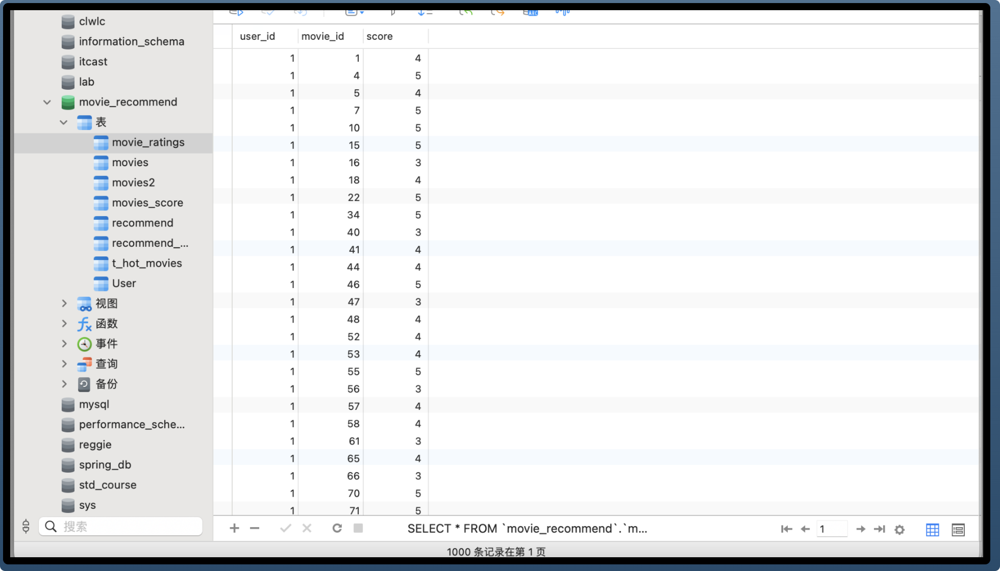 clwlc
information_schema
itcast
lab
movie_recommend
表
movie_ratings
movies
movies2
movies_score
recommend
recommend_...
t_hot_movies
User
视图
函数
事件
查询
备份
mysql
performance_sche...
reggie
spring_db
std_course
sys
搜索
user_id movie_id score
1 1 4
1 4 5
1 5 4
1 7 5
1 10 5
1 15 5
1 16 3
1 18 4
1 22 5
1 34 5
1 40 3
1 41 4
1 44 4
1 46 5
1 47 3
1 48 4
1 52 4
1 53 4
1 55 5
1 56 3
1 57 4
1 58 4
1 61 3
1 65 4
1 66 3
1 70 5
1 71 5
SELECT * FROM `movie_recommend`.`m...
1
1000 条记录在第 1 页